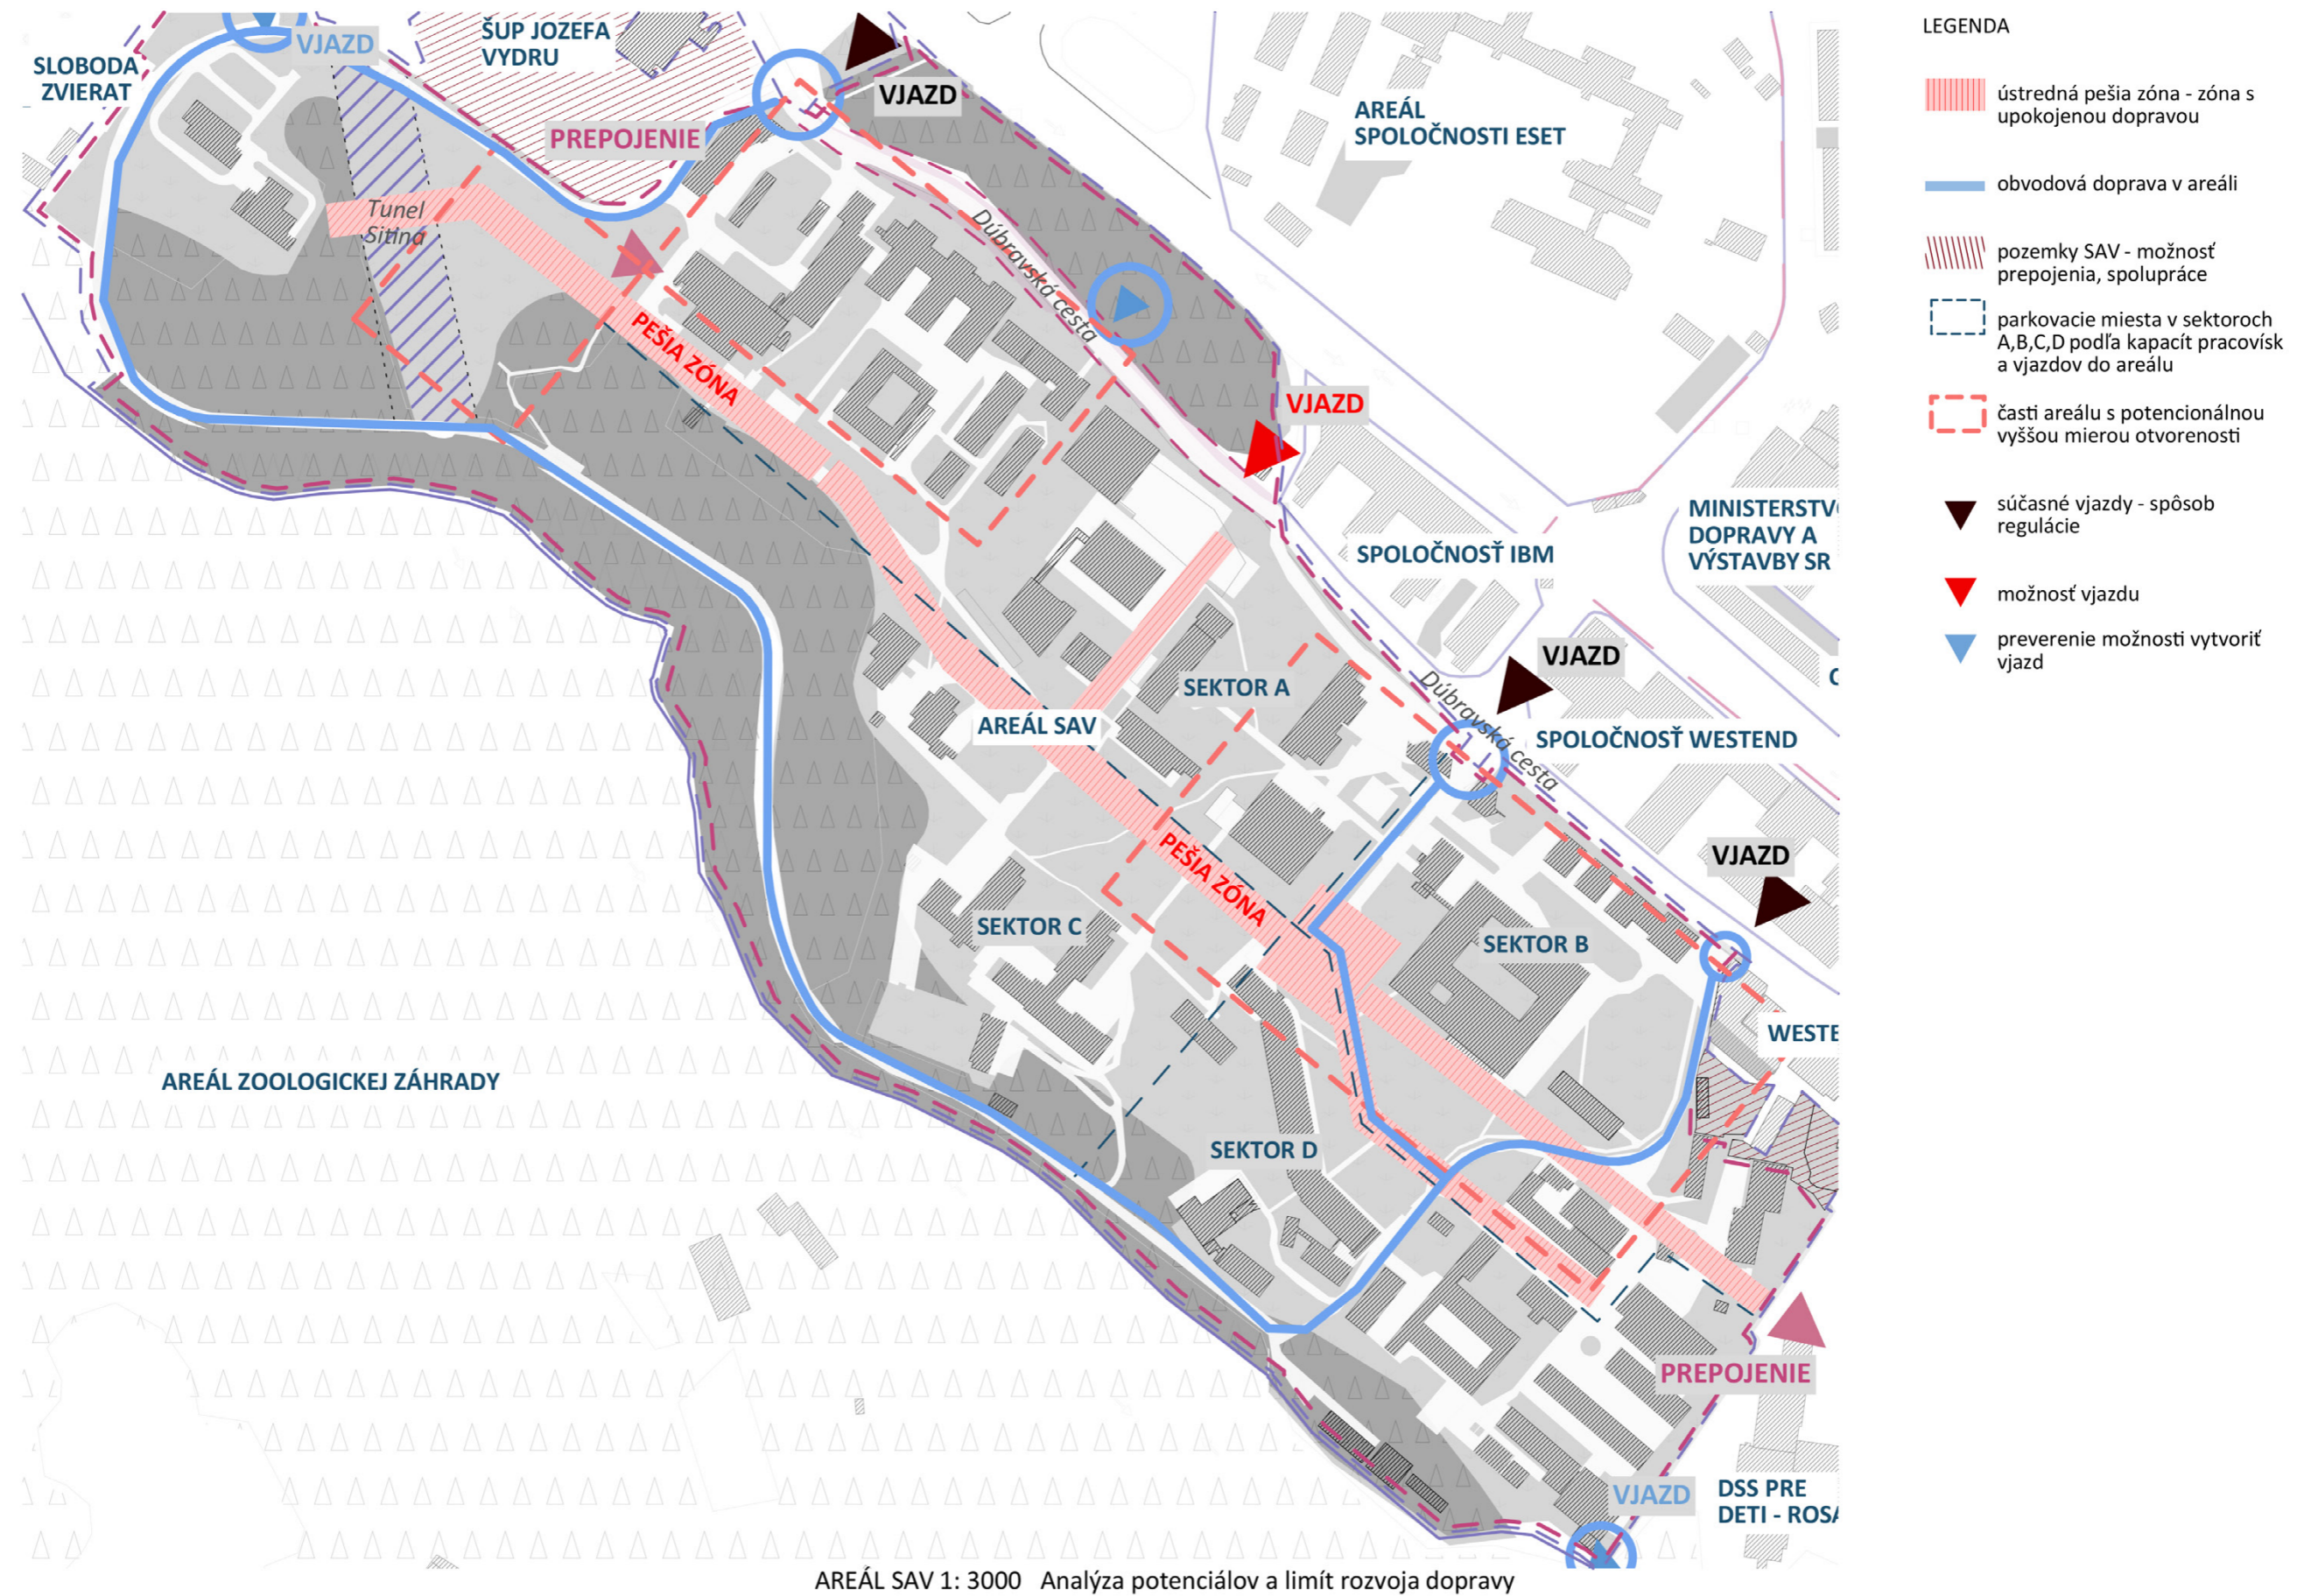 SLOBODA
ZVIERAT
VJAZD
ŠUP JOZEFA
VYDRU
PREPOJENIE
VJAZD
AREÁL
SPOLOČNOSTI ESET
Tunel
Sitina
Dúbravská cesta
PEŠIA ZÓNA
VJAZD
MINISTERSTV
DOPRAVY A
VÝSTAVBY SR
SPOLOČNOSŤ IBM
VJAZD
SEKTOR A
Dúbravská cesta
AREÁL SAV
SPOLOČNOSŤ WESTEND
PEŠIA ZÓNA
VJAZD
SEKTOR C
SEKTOR B
WESTE
AREÁL ZOOLOGICKEJ ZÁHRADY
SEKTOR D
PREPOJENIE
VJAZD
DSS PRE
DETI - ROSA
LEGENDA
ústredná pešia zóna - zóna s
upokojenou dopravou
obvodová doprava v areáli
pozemky SAV - možnosť
prepojenia, spolupráce
parkovacie miesta v sektoroch
A,B,C,D podľa kapacít pracovísk
a vjazdov do areálu
časti areálu s potencionálnou
vyššou mierou otvorenosti
súčasné vjazdy - spôsob
regulácie
možnosť vjazdu
preverenie možnosti vytvoriť
vjazd
AREÁL SAV 1: 3000 Analýza potenciálov a limít rozvoja dopravy